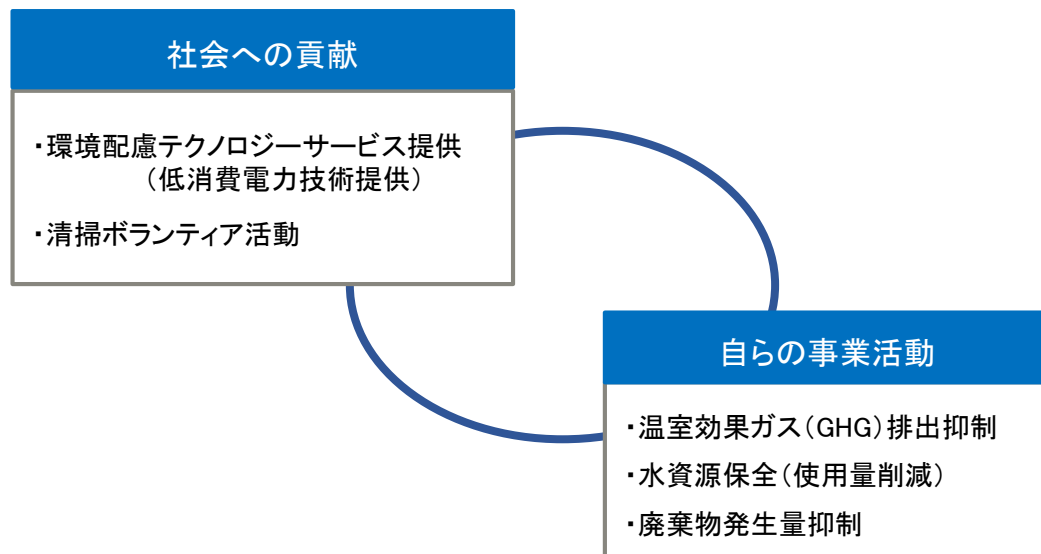 社会への貢献
・環境配慮テクノロジーサービス提供
（低消費電力技術提供）
・清掃ボランティア活動
自らの事業活動
・温室効果ガス（GHG）排出抑制
・水資源保全（使用量削減）
・廃棄物発生量抑制